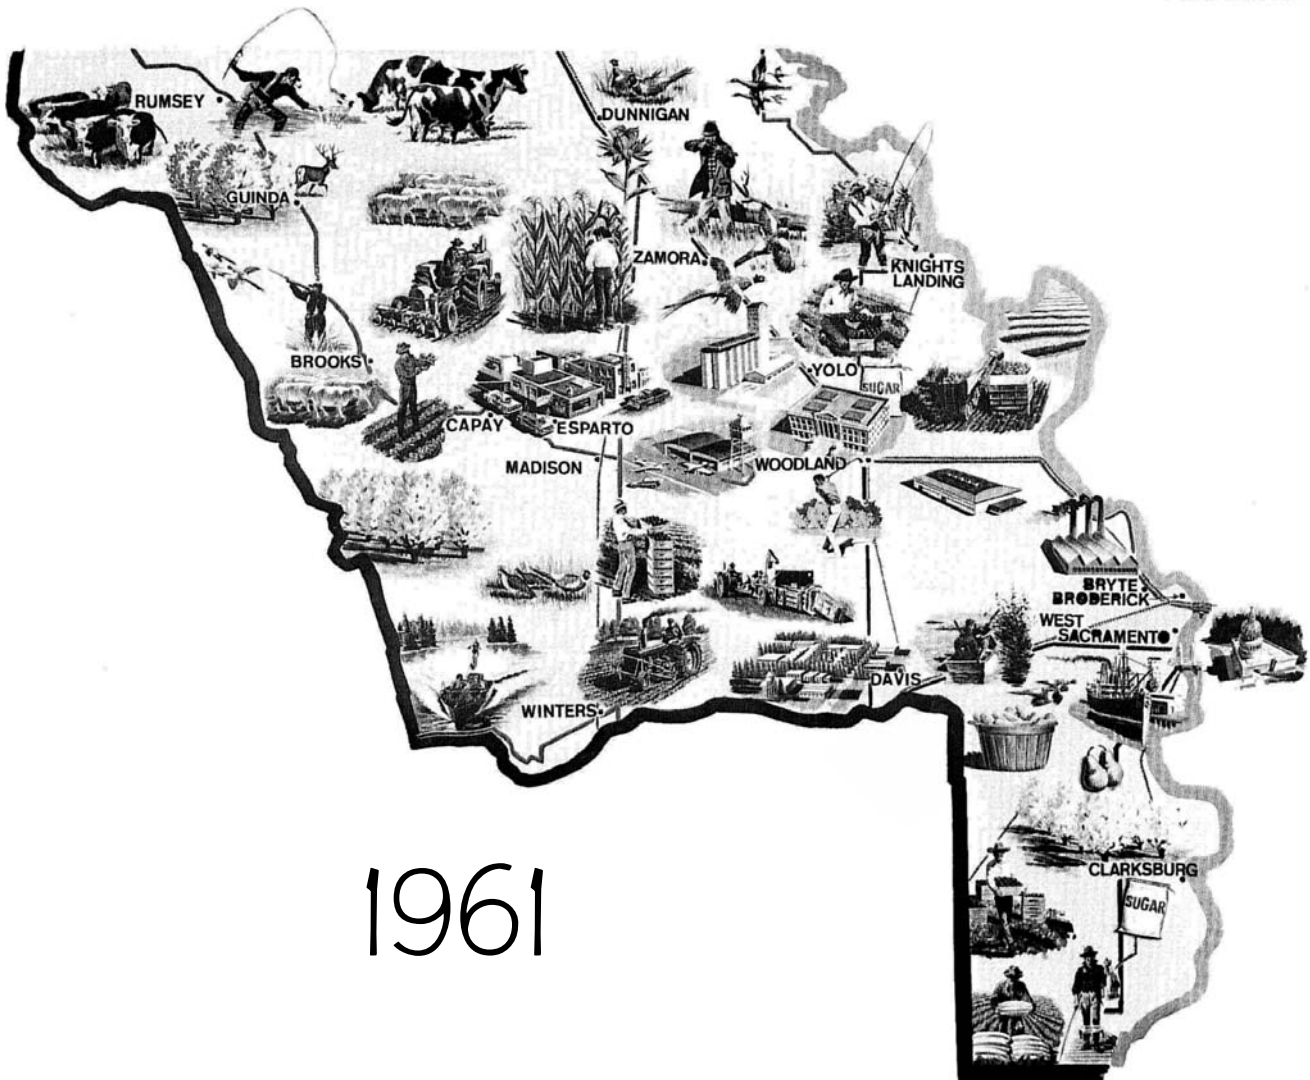 RUMSEY
DUNNIGAN
GUINDA
ZAMORA
KNIGHTS
LANDING
BROOKS
YOLO
SUGAR
CAPAY
ESPARTO
MADISON
WOODLAND
BRYTE
BRODERICK
WEST
SACRAMENTO
DAVIS
WINTERS
CLARKSBURG
SUGAR
1961